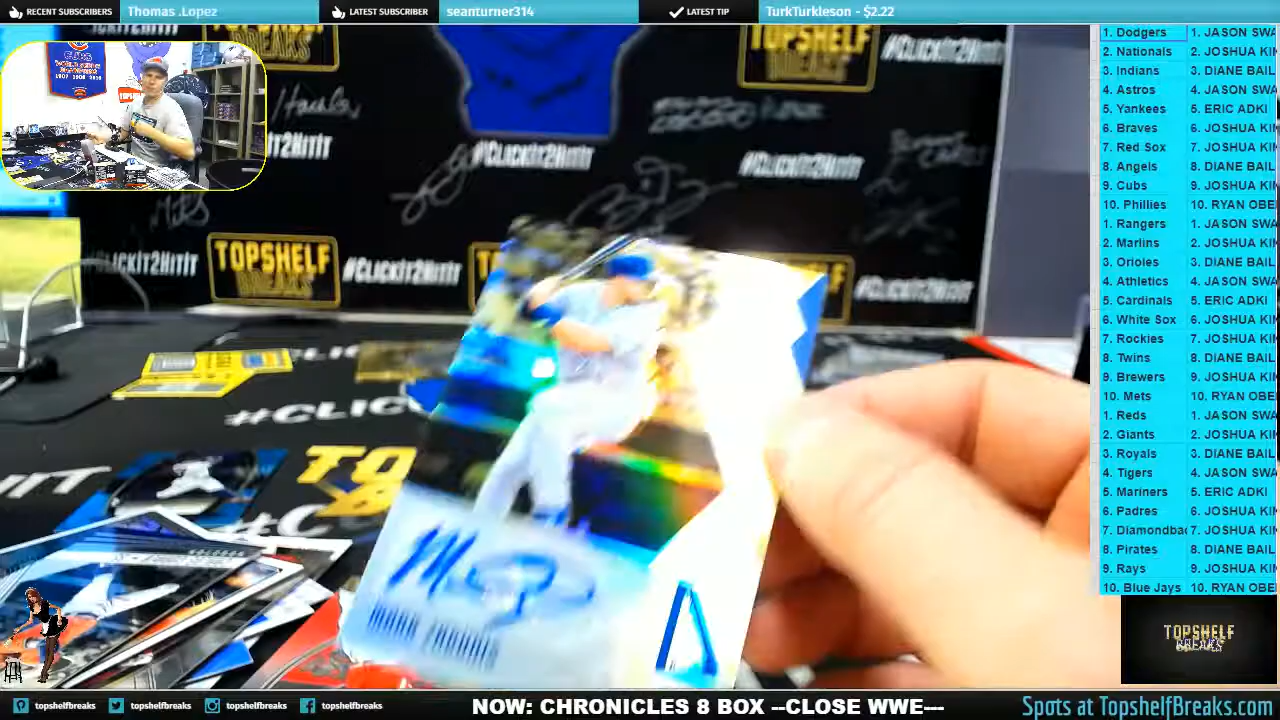 RECENT SUBSCRIBERS Thomas .Lopez LATEST SUBSCRIBER seanturner314 LATEST TIP TurkTurkleson - $2.22
CUBS
TOPSHELF
BREAKS
#CLICKIT2HITIT
TOPSHELF
BREAKS
#CLICKIT2HITIT
#CLICKIT2HITIT
TOPSHELF
BREAKS
#CLICKIT2HITIT
#CLICKIT2HITIT
1. Dodgers 1. JASON SWA
2. Nationals 2. JOSHUA KI
3. Indians 3. DIANE BAIL
4. Astros 4. JASON SWA
5. Yankees 5. ERIC ADKI
6. Braves 6. JOSHUA KI
7. Red Sox 7. JOSHUA KI
8. Angels 8. DIANE BAIL
9. Cubs 9. JOSHUA KI
10. Phillies 10. RYAN OBE
1. Rangers 1. JASON SWA
2. Marlins 2. JOSHUA KI
3. Orioles 3. DIANE BAIL
4. Athletics 4. JASON SWA
5. Cardinals 5. ERIC ADKI
6. White Sox 6. JOSHUA KI
7. Rockies 7. JOSHUA KI
8. Twins 8. DIANE BAIL
9. Brewers 9. JOSHUA KI
10. Mets 10. RYAN OBE
1. Reds 1. JASON SWA
2. Giants 2. JOSHUA KI
3. Royals 3. DIANE BAIL
4. Tigers 4. JASON SWA
5. Mariners 5. ERIC ADKI
6. Padres 6. JOSHUA KI
7. Diamondbac 7. JOSHUA KI
8. Pirates 8. DIANE BAIL
9. Rays 9. JOSHUA KI
10. Blue Jays 10. RYAN OBE
TOPSHELF
BREAKS
topshelfbreaks topshelfbreaks topshelfbreaks topshelfbreaks NOW: CHRONICLES 8 BOX --CLOSE WWE--- Spots at TopshelfBreaks.com